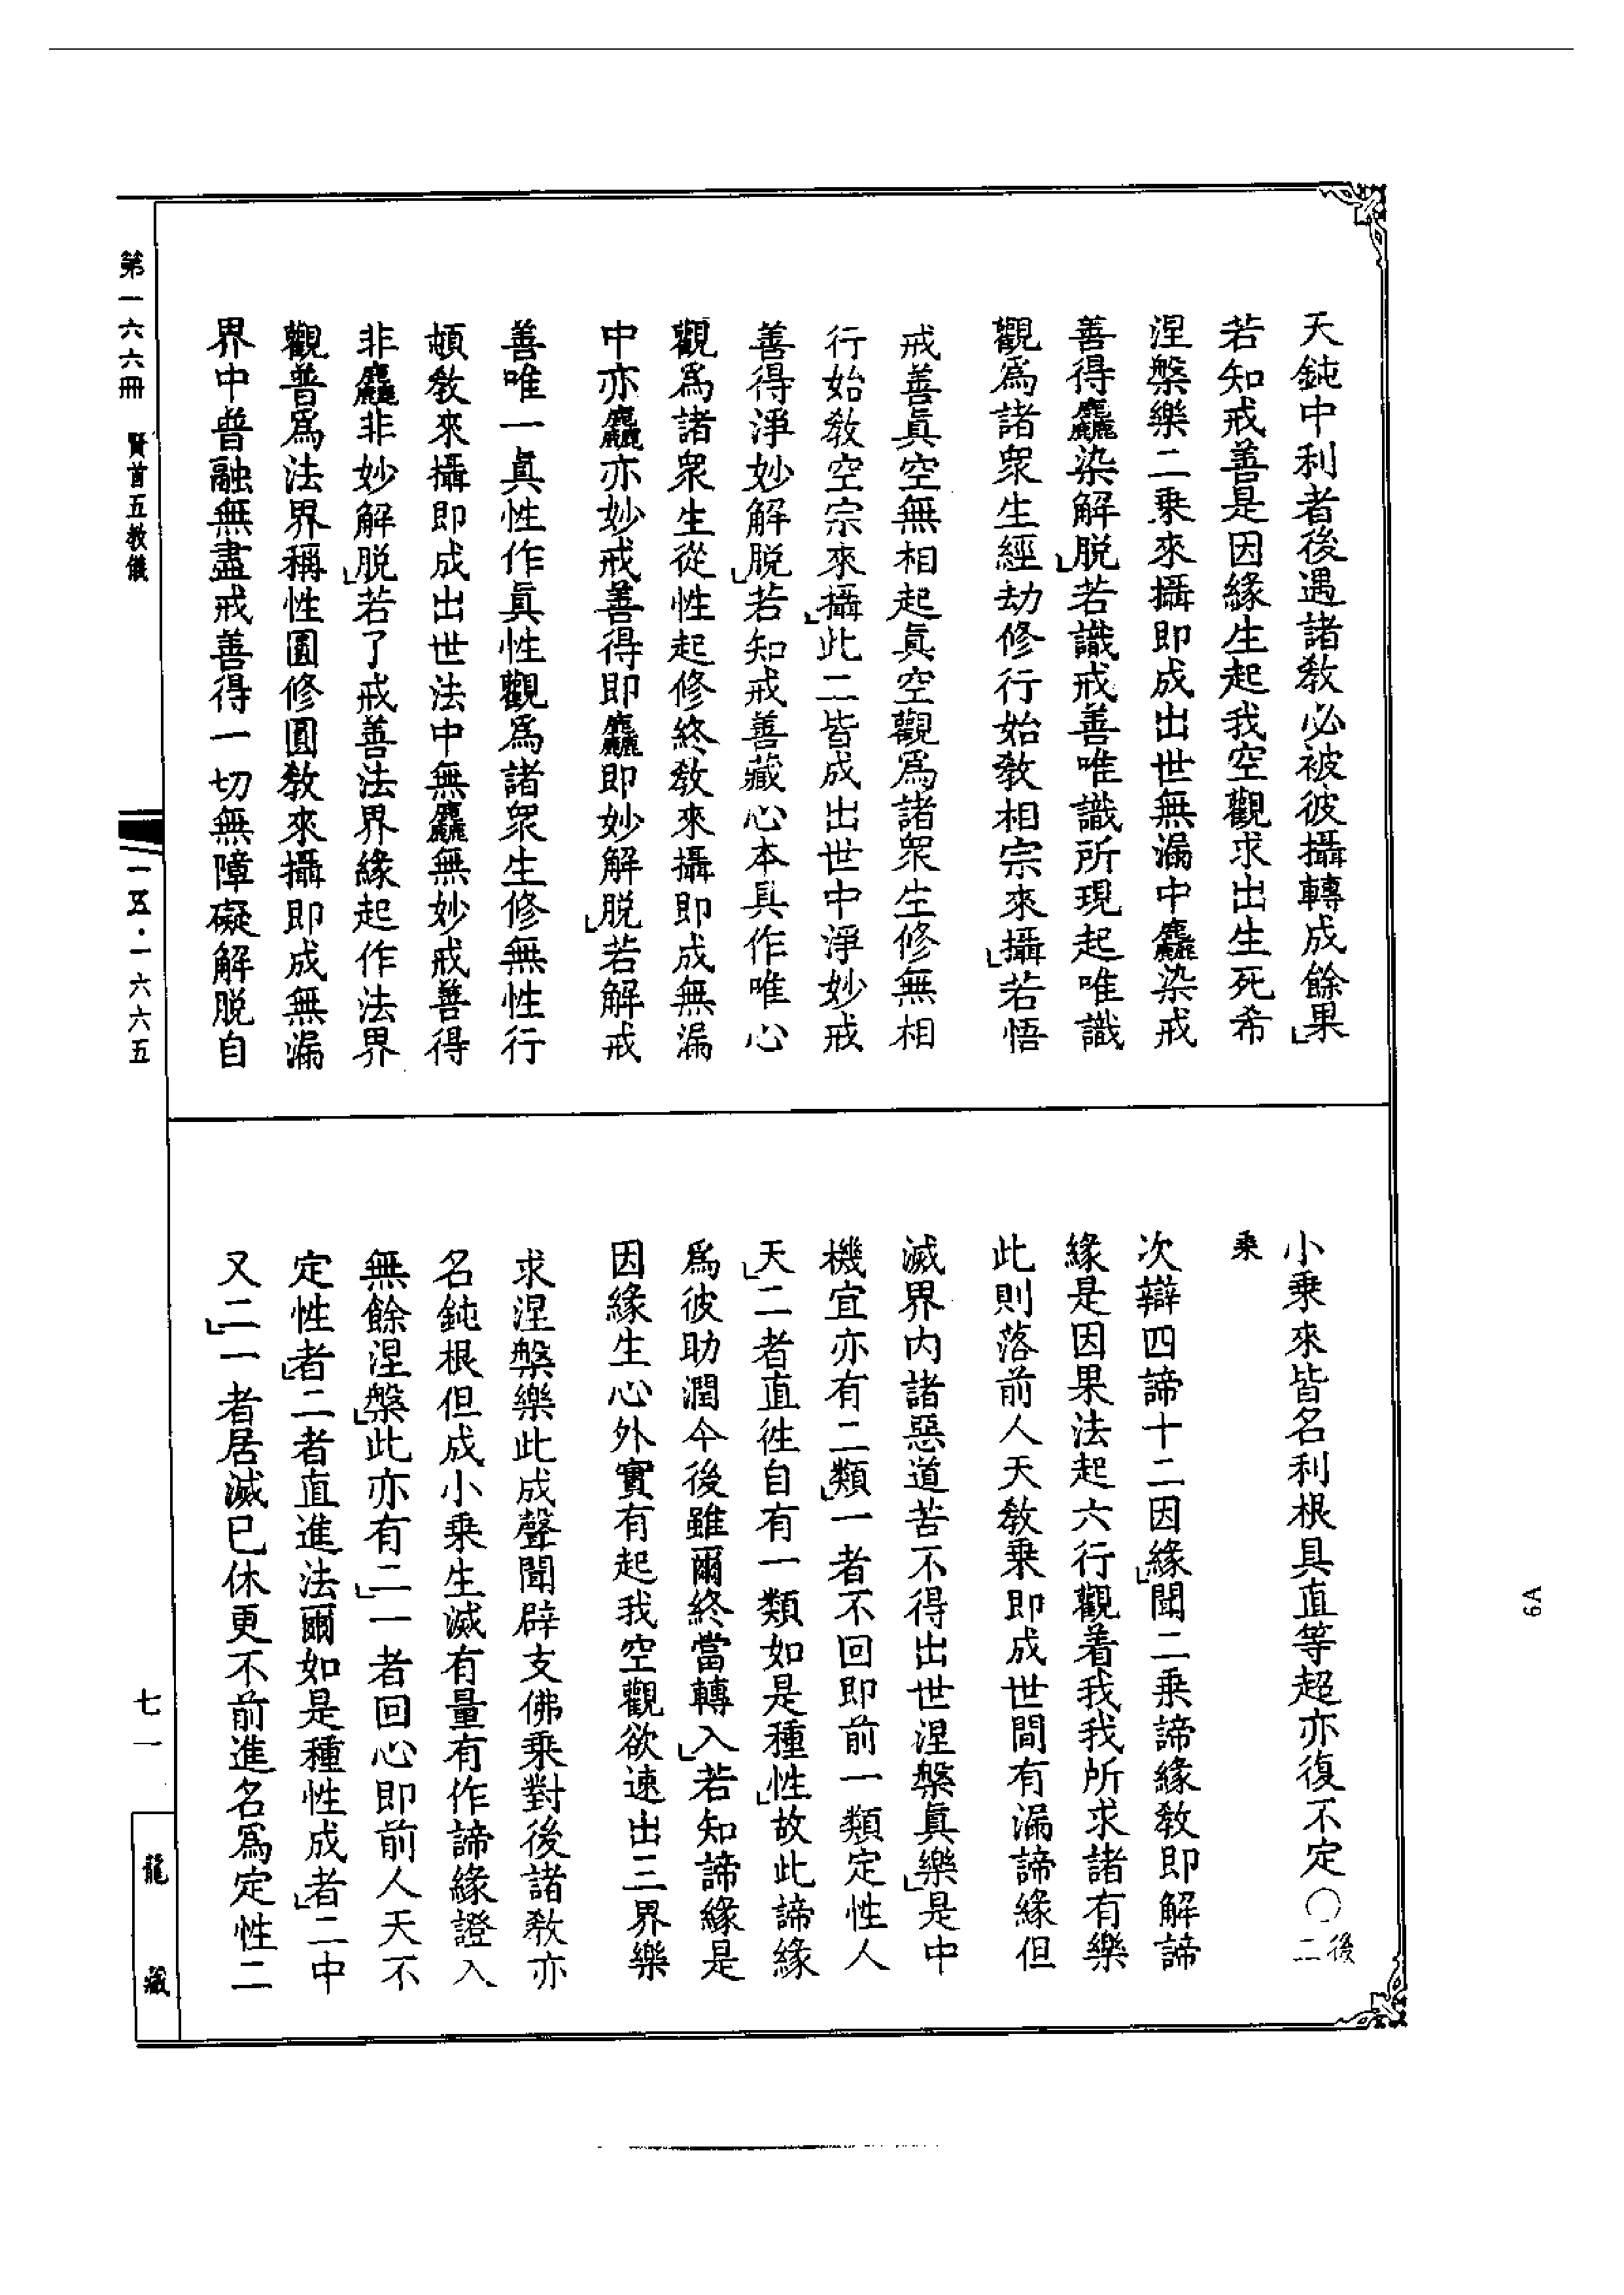 天鈍中利者後遇諸敎必被彼攝轉成餘果
若知戒善是因緣生起我空觀求出生死希
涅槃樂二乗來攝即成出世無漏中麤染戒
善得麤染解脱若識戒善唯識所現起唯識
觀爲諸衆生經劫修行始敎相宗來攝若悟
戒善眞空無相起眞空觀爲諸衆生修無相
行始敎空宗來攝此二皆成出世中淨妙戒
善得淨妙解脱若知戒善藏心本具作唯心
觀爲諸衆生從性起修終敎來攝即成無漏
中亦麤亦妙戒善得即麤即妙解脱若解戒
善唯一眞性作眞性觀爲諸衆生修無性行
頓敎來攝即成出世法中無麤無妙戒善得
非麤非妙解脱若了戒善法界緣起作法界
觀普爲法界稱性圓修圓敎來攝即成無漏
界中普融無盡戒善得一切無障礙解脱自
小乗來皆名利根具直等超亦復不定〇後二
乗
次辯四諦十二因緣聞二乗諦緣敎即解諦
緣是因果法起六行觀着我我所求諸有樂
此則落前人天敎乗即成世間有漏諦緣但
滅界内諸惡道苦不得出世涅槃眞樂是中
機宜亦有二類一者不回即前一類定性人
天二者直徃自有一類如是種性故此諦緣
爲彼助潤今後雖爾終當轉入若知諦緣是
因緣生心外實有起我空觀欲速出三界樂
求涅槃樂此成聲聞辟支佛乗對後諸敎亦
名鈍根但成小乗生滅有量有作諦緣證入
無餘涅槃此亦有二一者回心即前人天不
定性者二者直進法爾如是種性成者二中
又二一者居滅已休更不前進名爲定性二
第一六六冊 賢首五教儀
一五·一六六五
七一
龍藏
6A